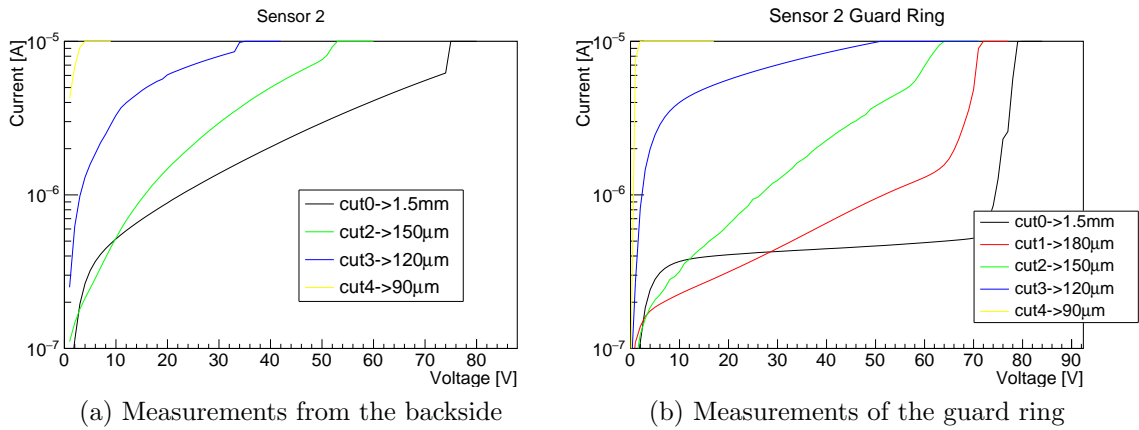 Sensor 2
Current [A]
10⁻⁵
10⁻⁶
10⁻⁷
cut0->1.5mm
cut2->150μm
cut3->120μm
cut4->90μm
0 10 20 30 40 50 60 70 80
Voltage [V]
(a) Measurements from the backside
Sensor 2 Guard Ring
Current [A]
10⁻⁵
10⁻⁶
10⁻⁷
cut0->1.5mm
cut1->180μm
cut2->150μm
cut3->120μm
cut4->90μm
0 10 20 30 40 50 60 70 80 90
Voltage [V]
(b) Measurements of the guard ring